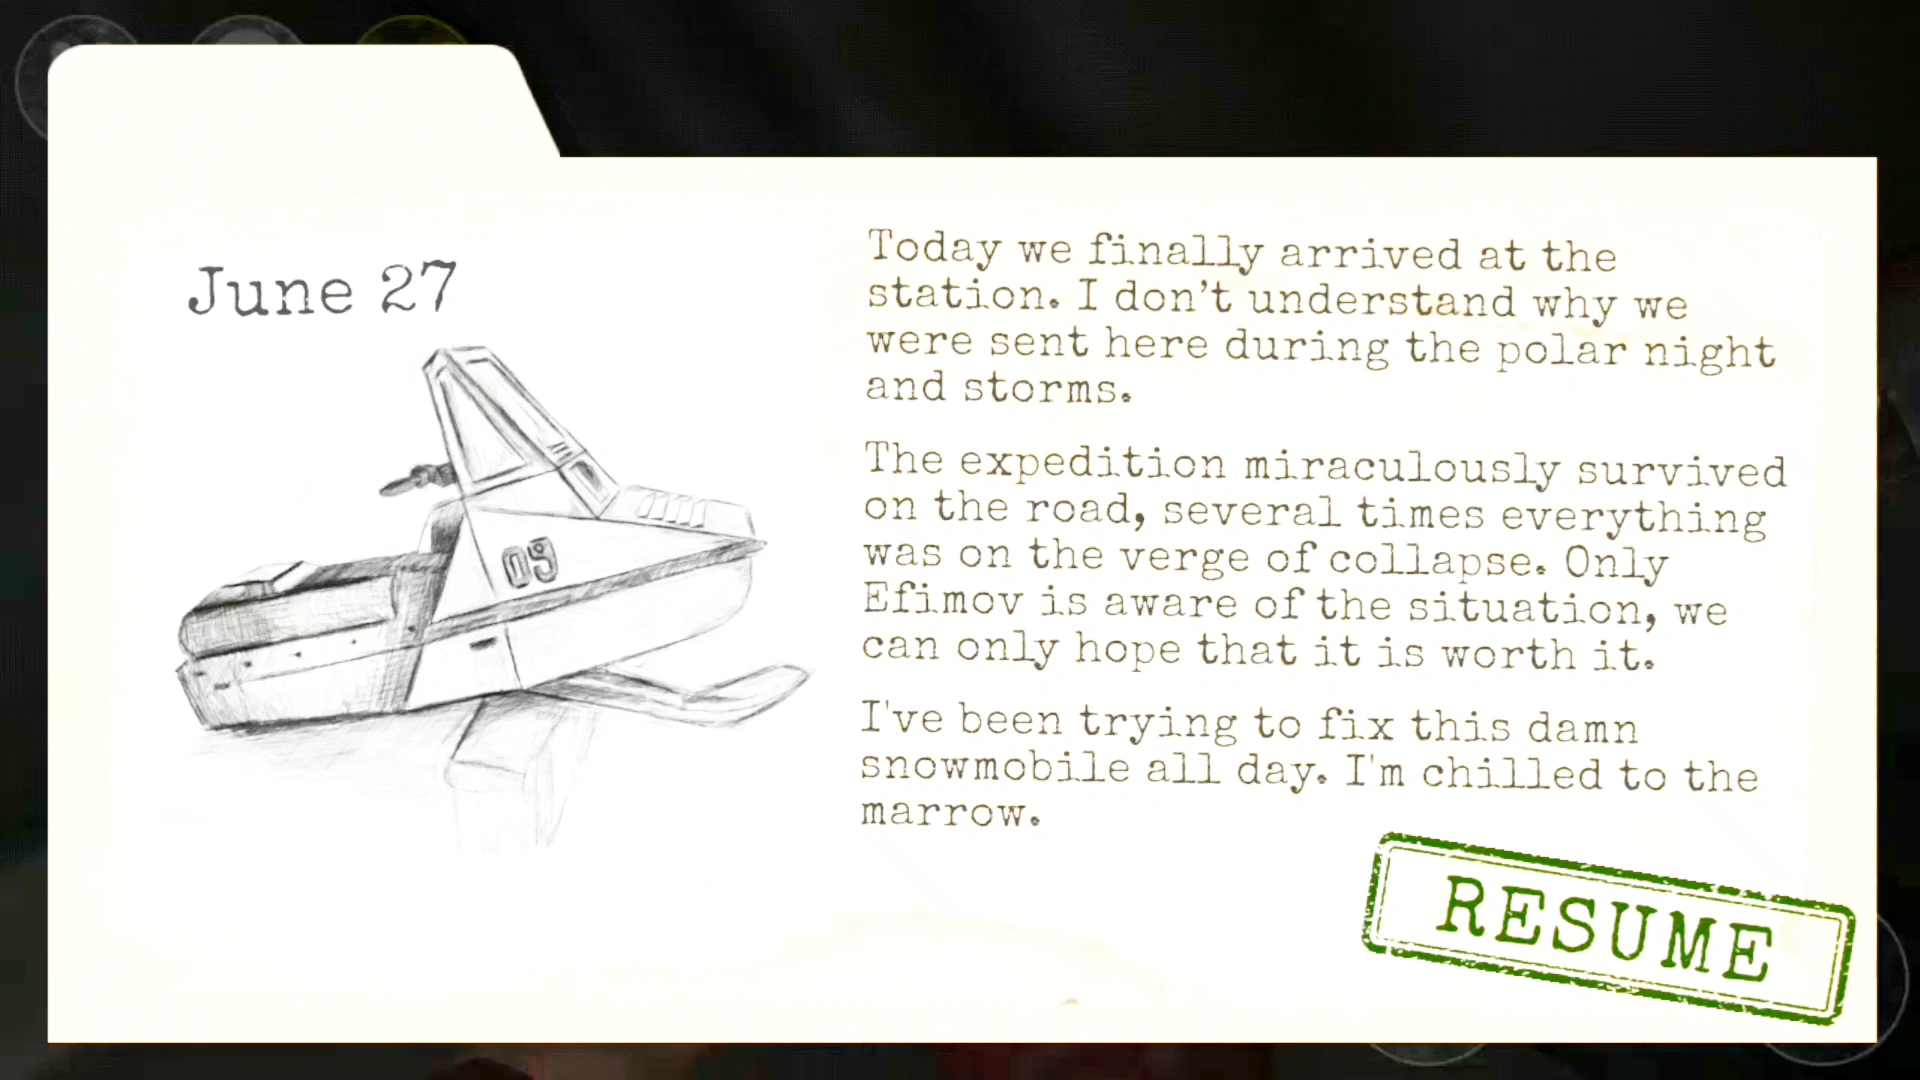 June 27
09
Today we finally arrived at the
station. I don't understand why we
were sent here during the polar night
and storms.
The expedition miraculously survived
on the road, several times everything
was on the verge of collapse. Only
Efimov is aware of the situation, we
can only hope that it is worth it.
I've been trying to fix this damn
snowmobile all day. I'm chilled to the
marrow.
RESUME